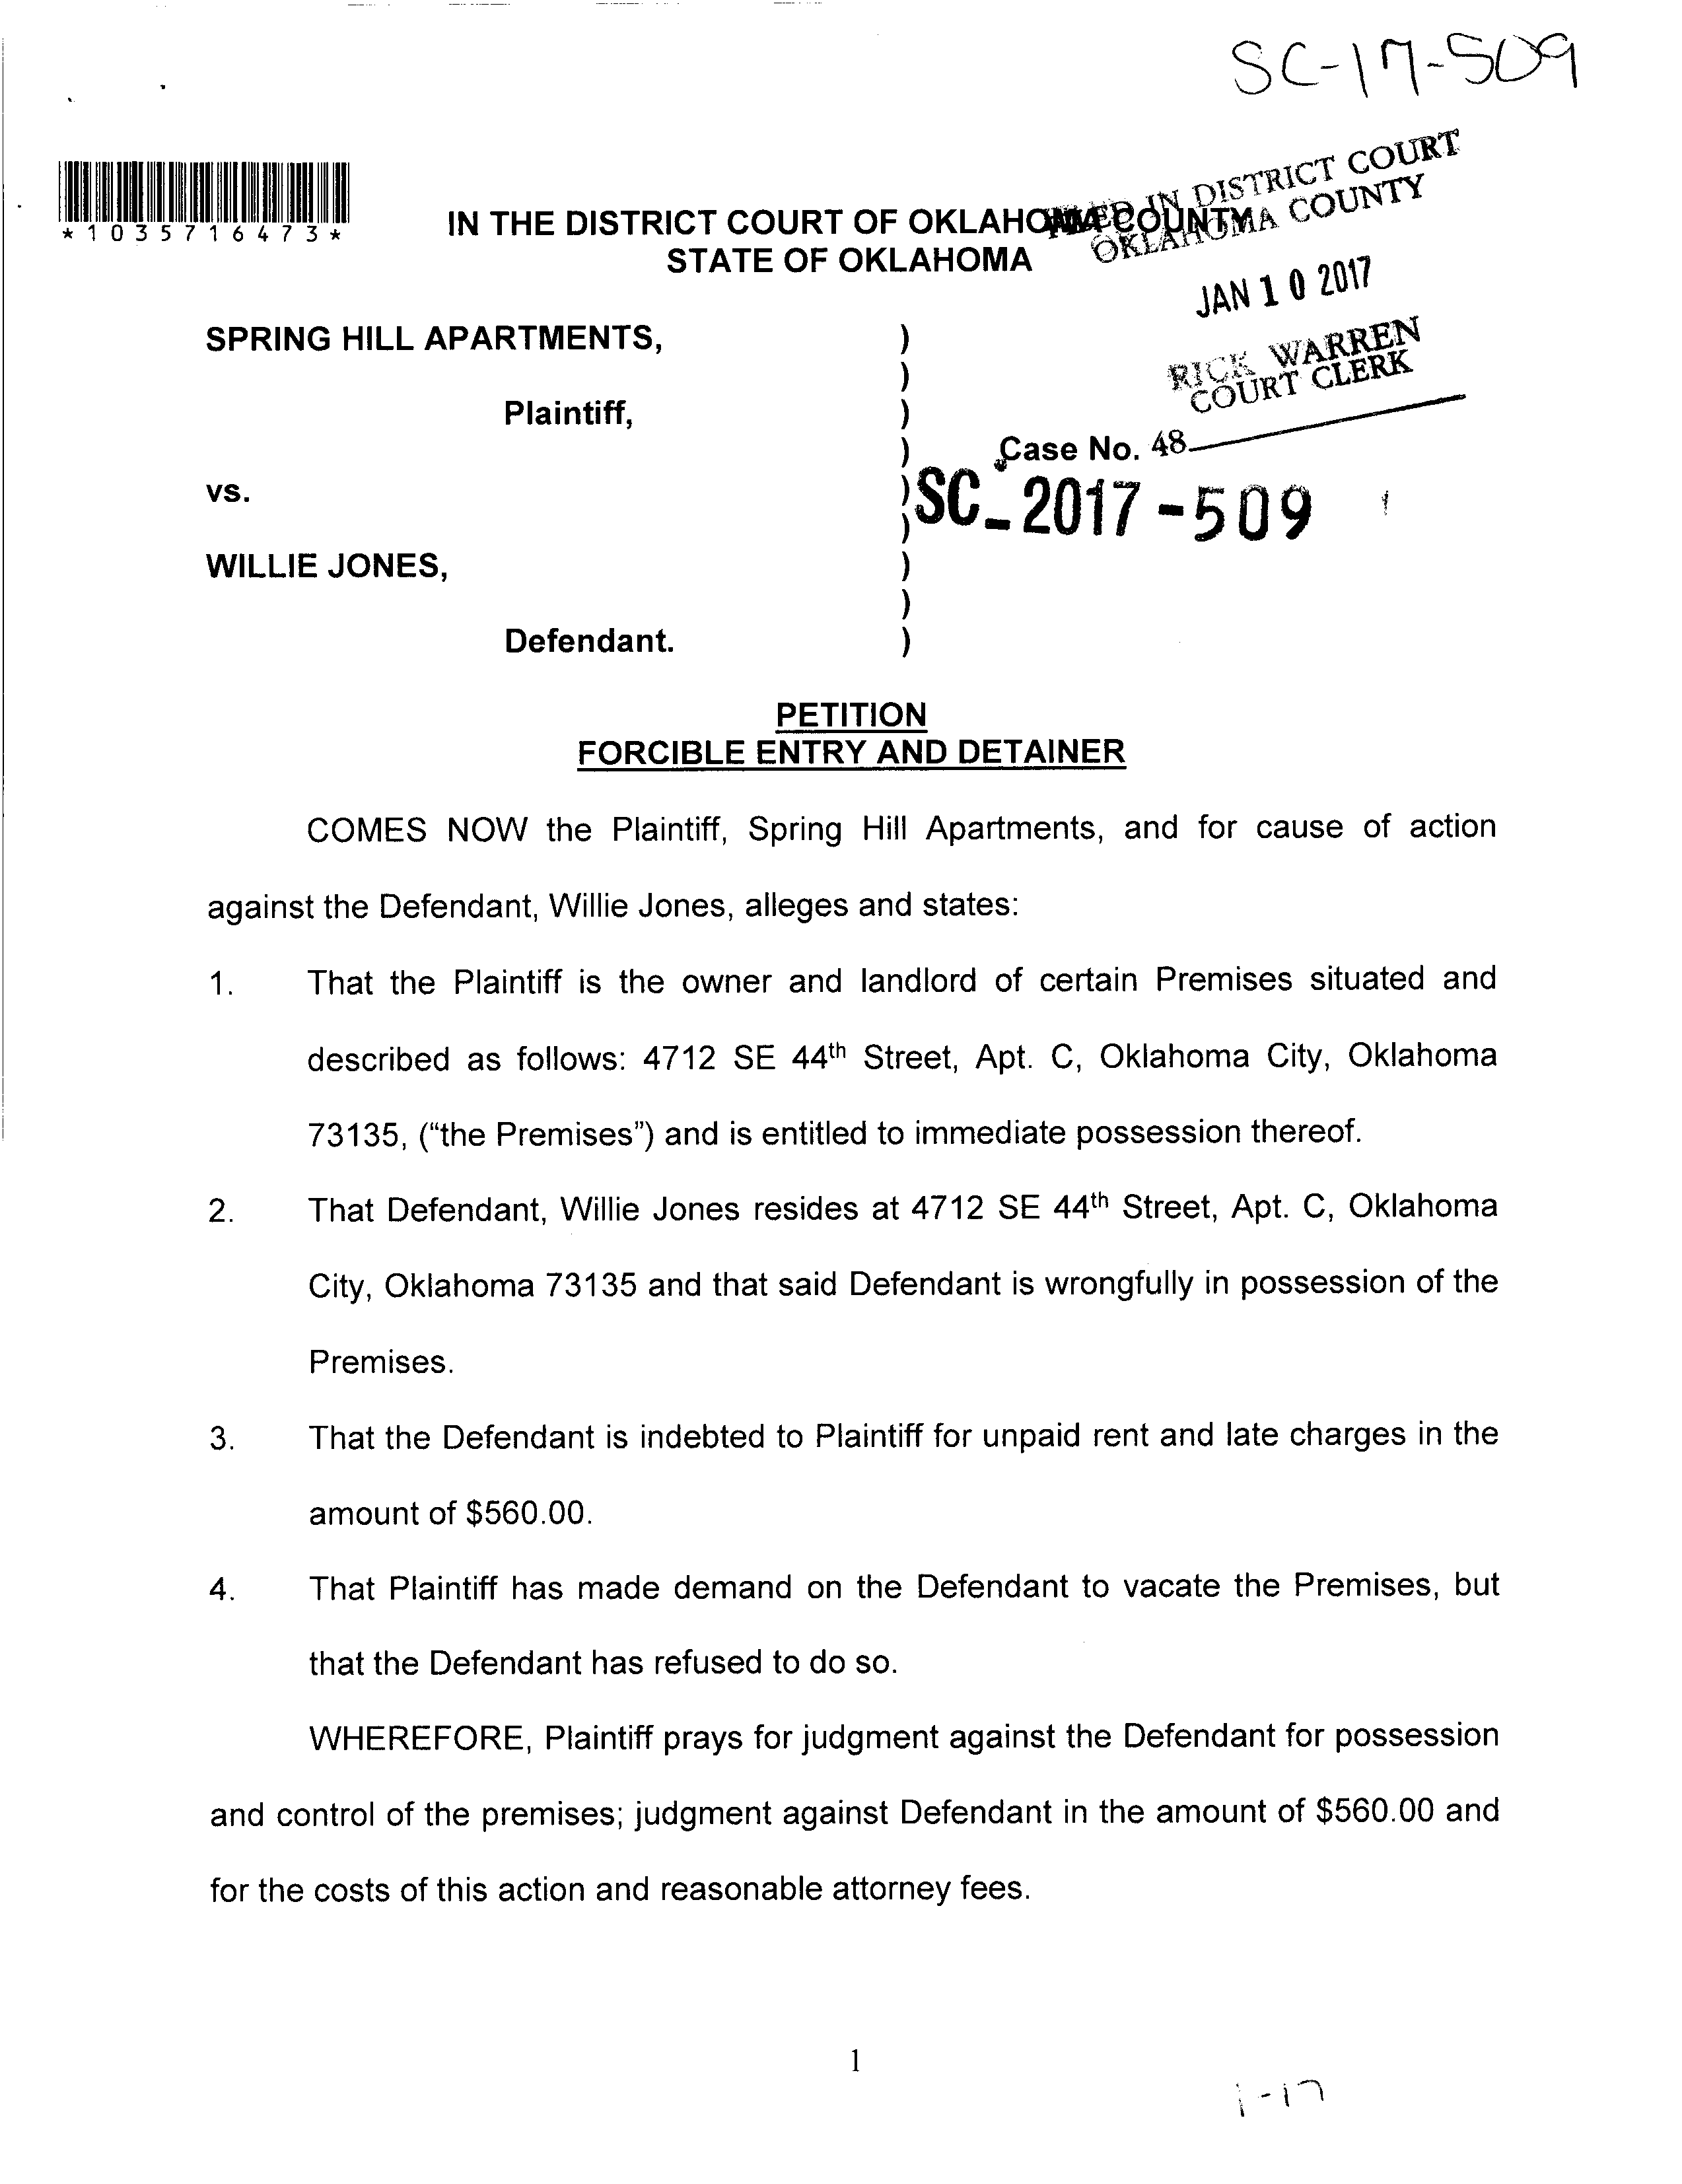 SC-17-509
*1035716473*
IN THE DISTRICT COURT OF OKLAHOMA COUNTY
STATE OF OKLAHOMA
FILED IN DISTRICT COURT
OKLAHOMA COUNTY
JAN 10 2017
RICK WARREN
COURT CLERK
SPRING HILL APARTMENTS, )
)
Plaintiff, )
) Case No. 48
vs. ) SC-2017-509
)
WILLIE JONES, )
)
Defendant. )
PETITION
FORCIBLE ENTRY AND DETAINER
COMES NOW the Plaintiff, Spring Hill Apartments, and for cause of action
against the Defendant, Willie Jones, alleges and states:
1. That the Plaintiff is the owner and landlord of certain Premises situated and
described as follows: 4712 SE 44th Street, Apt. C, Oklahoma City, Oklahoma
73135, (“the Premises”) and is entitled to immediate possession thereof.
2. That Defendant, Willie Jones resides at 4712 SE 44th Street, Apt. C, Oklahoma
City, Oklahoma 73135 and that said Defendant is wrongfully in possession of the
Premises.
3. That the Defendant is indebted to Plaintiff for unpaid rent and late charges in the
amount of $560.00.
4. That Plaintiff has made demand on the Defendant to vacate the Premises, but
that the Defendant has refused to do so.
WHEREFORE, Plaintiff prays for judgment against the Defendant for possession
and control of the premises; judgment against Defendant in the amount of $560.00 and
for the costs of this action and reasonable attorney fees.
1
1-17